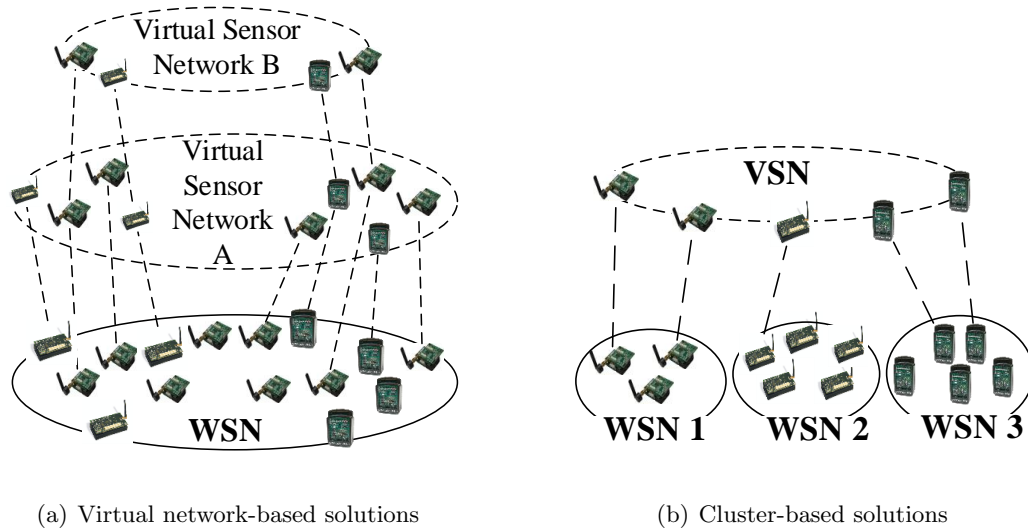 Virtual Sensor
Network B
Virtual
Sensor
Network
A
WSN
VSN
WSN 1
WSN 2
WSN 3
(a) Virtual network-based solutions
(b) Cluster-based solutions